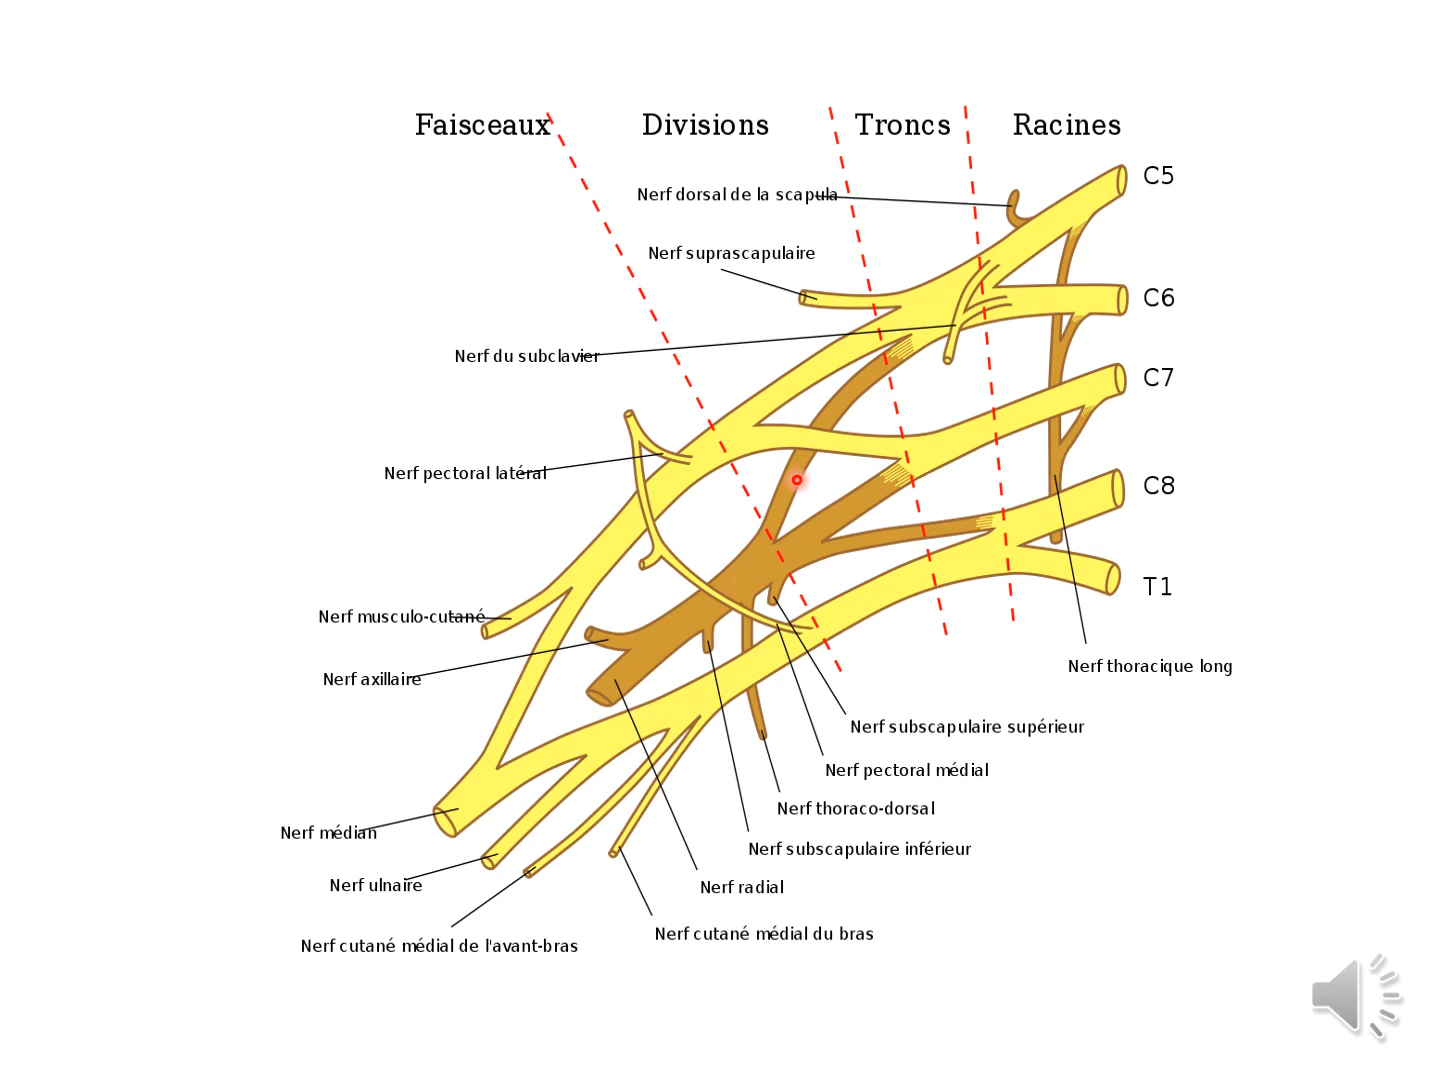 Faisceaux
Divisions
Troncs
Racines
C5
Nerf dorsal de la scapula
Nerf suprascapulaire
C6
Nerf du subclavier
C7
Nerf pectoral latéral
C8
T1
Nerf musculo-cutané
Nerf thoracique long
Nerf axillaire
Nerf subscapulaire supérieur
Nerf pectoral médial
Nerf thoraco-dorsal
Nerf médian
Nerf subscapulaire inférieur
Nerf ulnaire
Nerf radial
Nerf cutané médial du bras
Nerf cutané médial de l'avant-bras